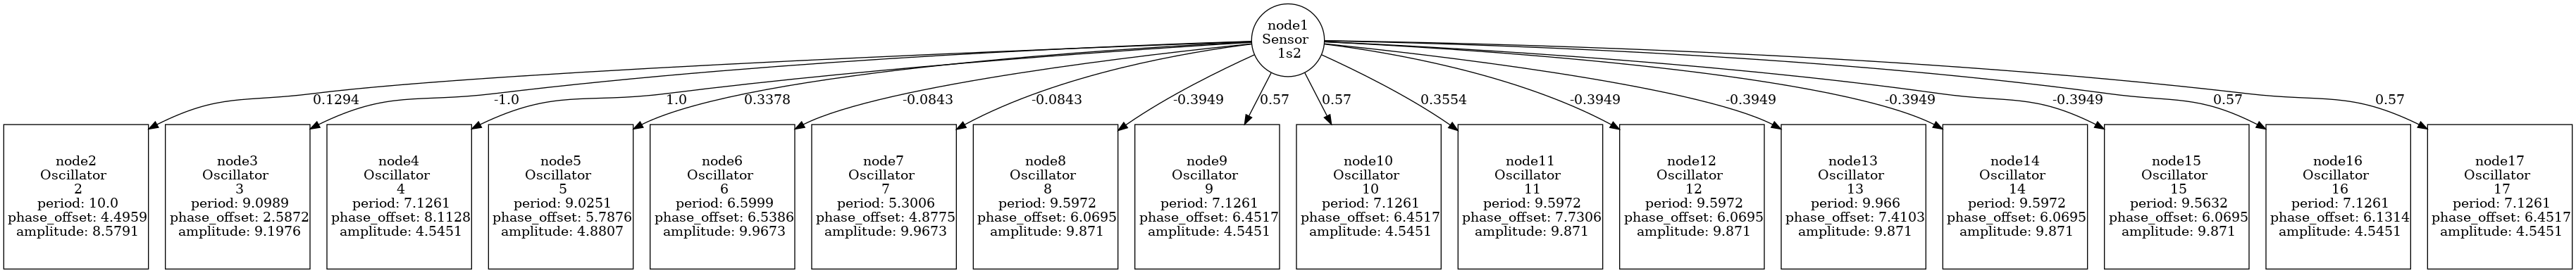 node1
Sensor
1s2
0.1294
-1.0
1.0
0.3378
-0.0843
-0.0843
-0.3949
0.57
0.57
0.3554
-0.3949
-0.3949
-0.3949
-0.3949
0.57
0.57
node2
Oscillator
2
period: 10.0
phase_offset: 4.4959
amplitude: 8.5791
node3
Oscillator
3
period: 9.0989
phase_offset: 2.5872
amplitude: 9.1976
node4
Oscillator
4
period: 7.1261
phase_offset: 8.1128
amplitude: 4.5451
node5
Oscillator
5
period: 9.0251
phase_offset: 5.7876
amplitude: 4.8807
node6
Oscillator
6
period: 6.5999
phase_offset: 6.5386
amplitude: 9.9673
node7
Oscillator
7
period: 5.3006
phase_offset: 4.8775
amplitude: 9.9673
node8
Oscillator
8
period: 9.5972
phase_offset: 6.0695
amplitude: 9.871
node9
Oscillator
9
period: 7.1261
phase_offset: 6.4517
amplitude: 4.5451
node10
Oscillator
10
period: 7.1261
phase_offset: 6.4517
amplitude: 4.5451
node11
Oscillator
11
period: 9.5972
phase_offset: 7.7306
amplitude: 9.871
node12
Oscillator
12
period: 9.5972
phase_offset: 6.0695
amplitude: 9.871
node13
Oscillator
13
period: 9.966
phase_offset: 7.4103
amplitude: 9.871
node14
Oscillator
14
period: 9.5972
phase_offset: 6.0695
amplitude: 9.871
node15
Oscillator
15
period: 9.5632
phase_offset: 6.0695
amplitude: 9.871
node16
Oscillator
16
period: 7.1261
phase_offset: 6.1314
amplitude: 4.5451
node17
Oscillator
17
period: 7.1261
phase_offset: 6.4517
amplitude: 4.5451